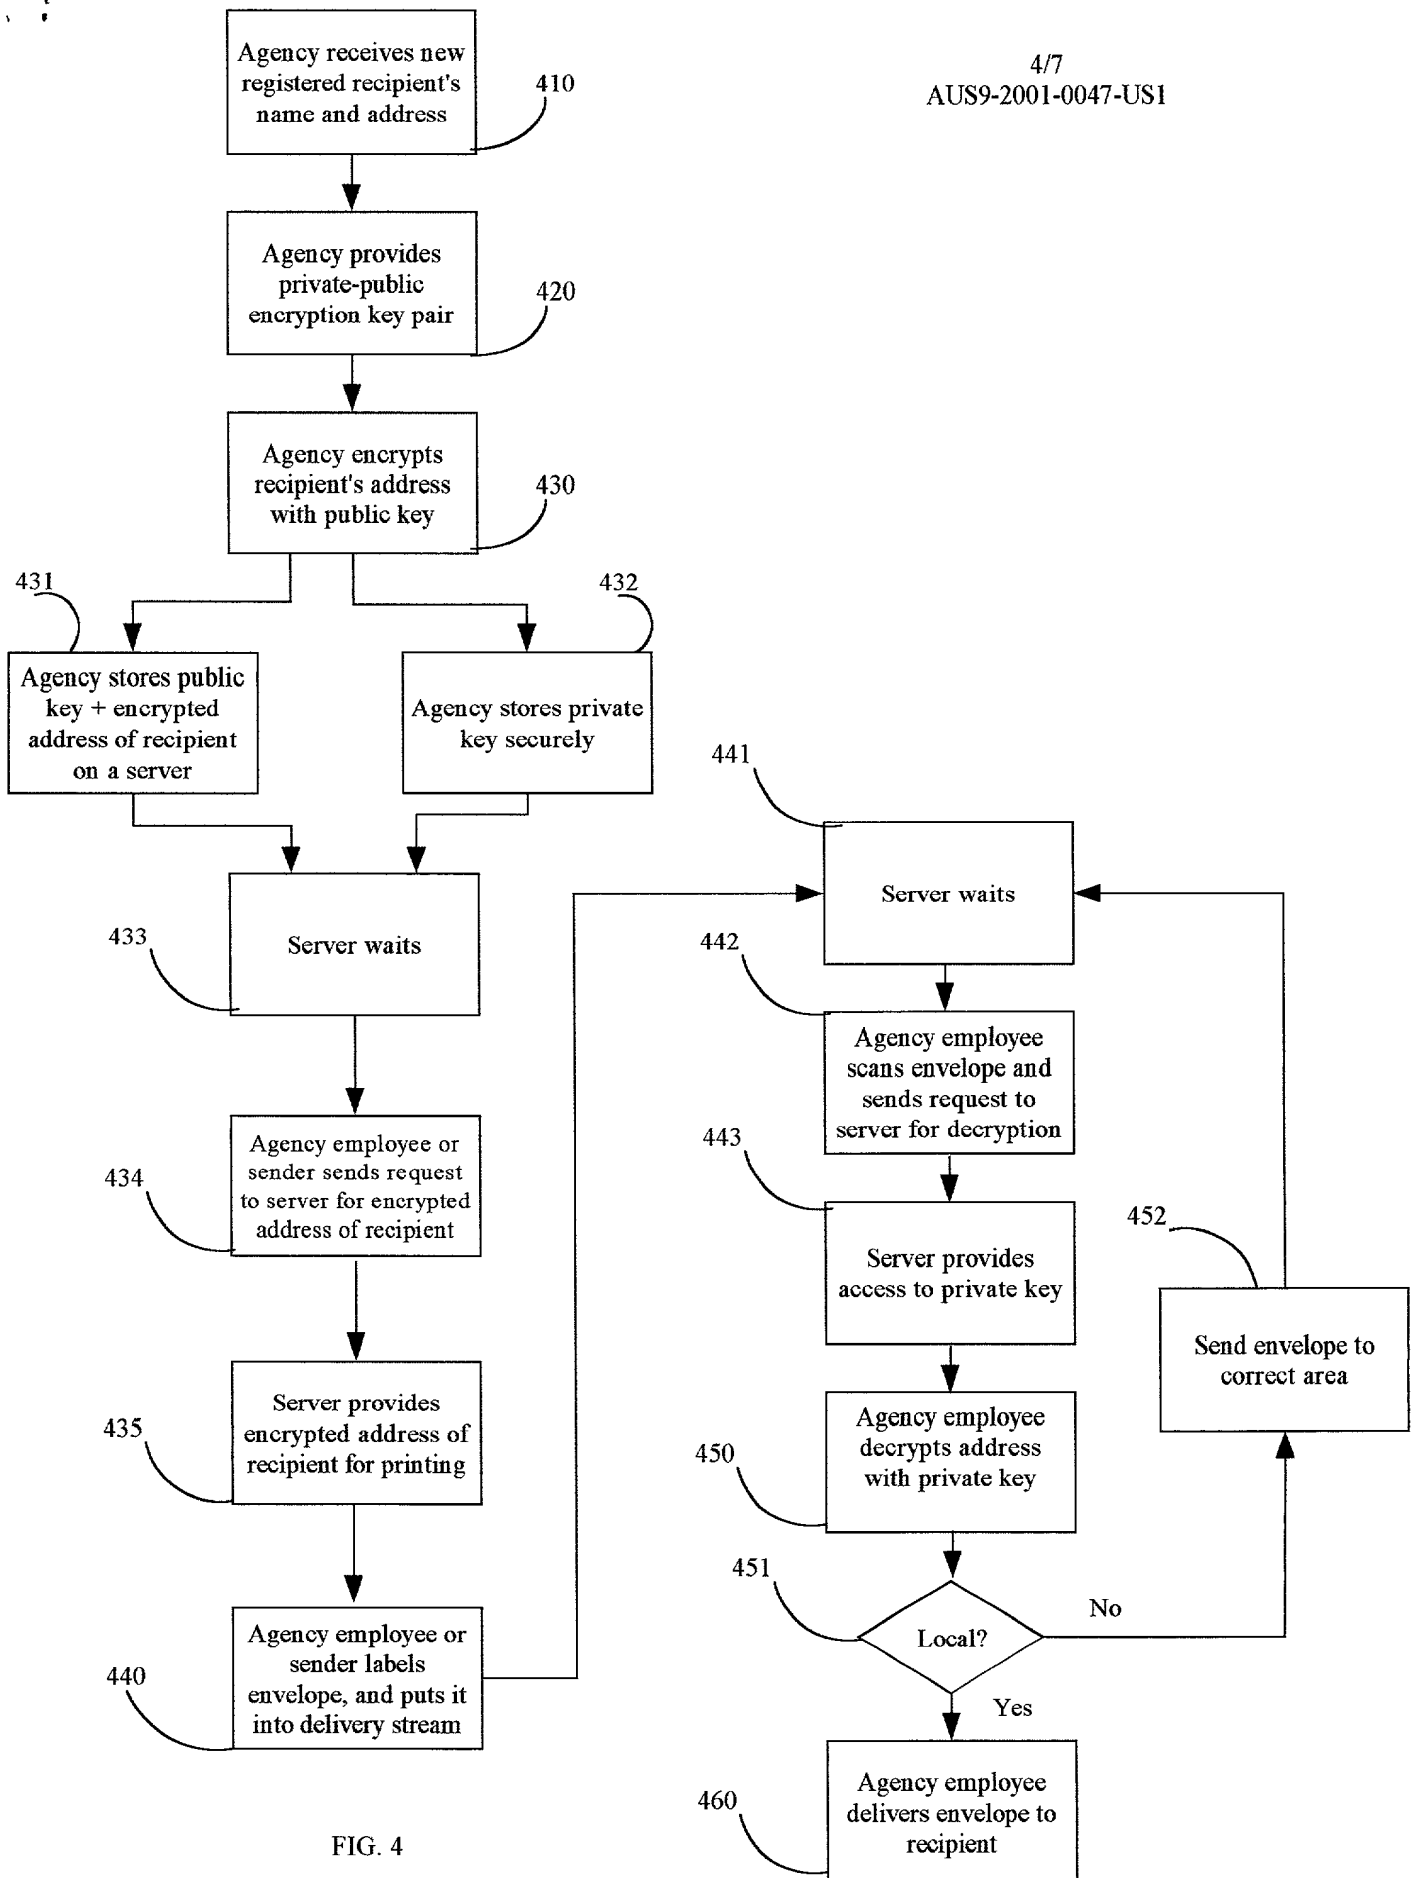 4/7
AUS9-2001-0047-US1
Agency receives new
registered recipient's
name and address
410
Agency provides
private-public
encryption key pair
420
Agency encrypts
recipient's address
with public key
430
431
Agency stores public
key + encrypted
address of recipient
on a server
432
Agency stores private
key securely
433
Server waits
434
Agency employee or
sender sends request
to server for encrypted
address of recipient
435
Server provides
encrypted address of
recipient for printing
440
Agency employee or
sender labels
envelope, and puts it
into delivery stream
441
Server waits
442
Agency employee
scans envelope and
sends request to
server for decryption
443
Server provides
access to private key
450
Agency employee
decrypts address
with private key
451
Local?
No
Yes
452
Send envelope to
correct area
460
Agency employee
delivers envelope to
recipient
FIG. 4